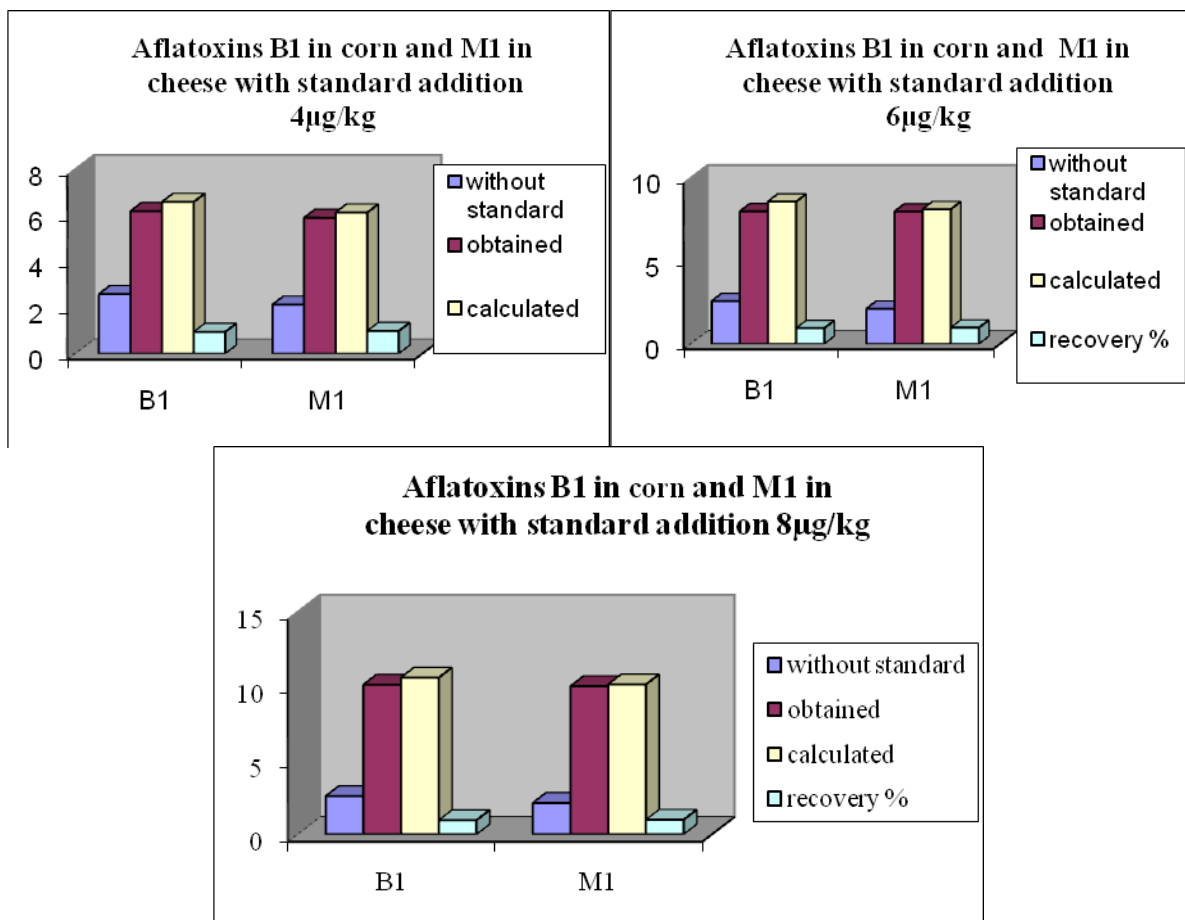 Aflatoxins B1 in corn and M1 in
cheese with standard addition
4µg/kg
8
6
4
2
0
B1
M1
without
standard
obtained
calculated
Aflatoxins B1 in corn and M1 in
cheese with standard addition
6µg/kg
10
5
0
B1
M1
without
standard
obtained
calculated
recovery %
Aflatoxins B1 in corn and M1 in
cheese with standard addition 8µg/kg
15
10
5
0
B1
M1
without standard
obtained
calculated
recovery %